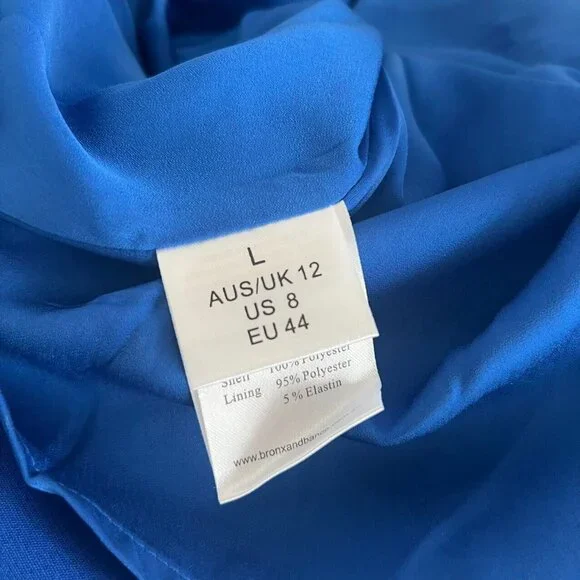 L
AUS/UK 12
US 8
EU 44
Shell 100% Polyester
Lining 95% Polyester
5% Elastin